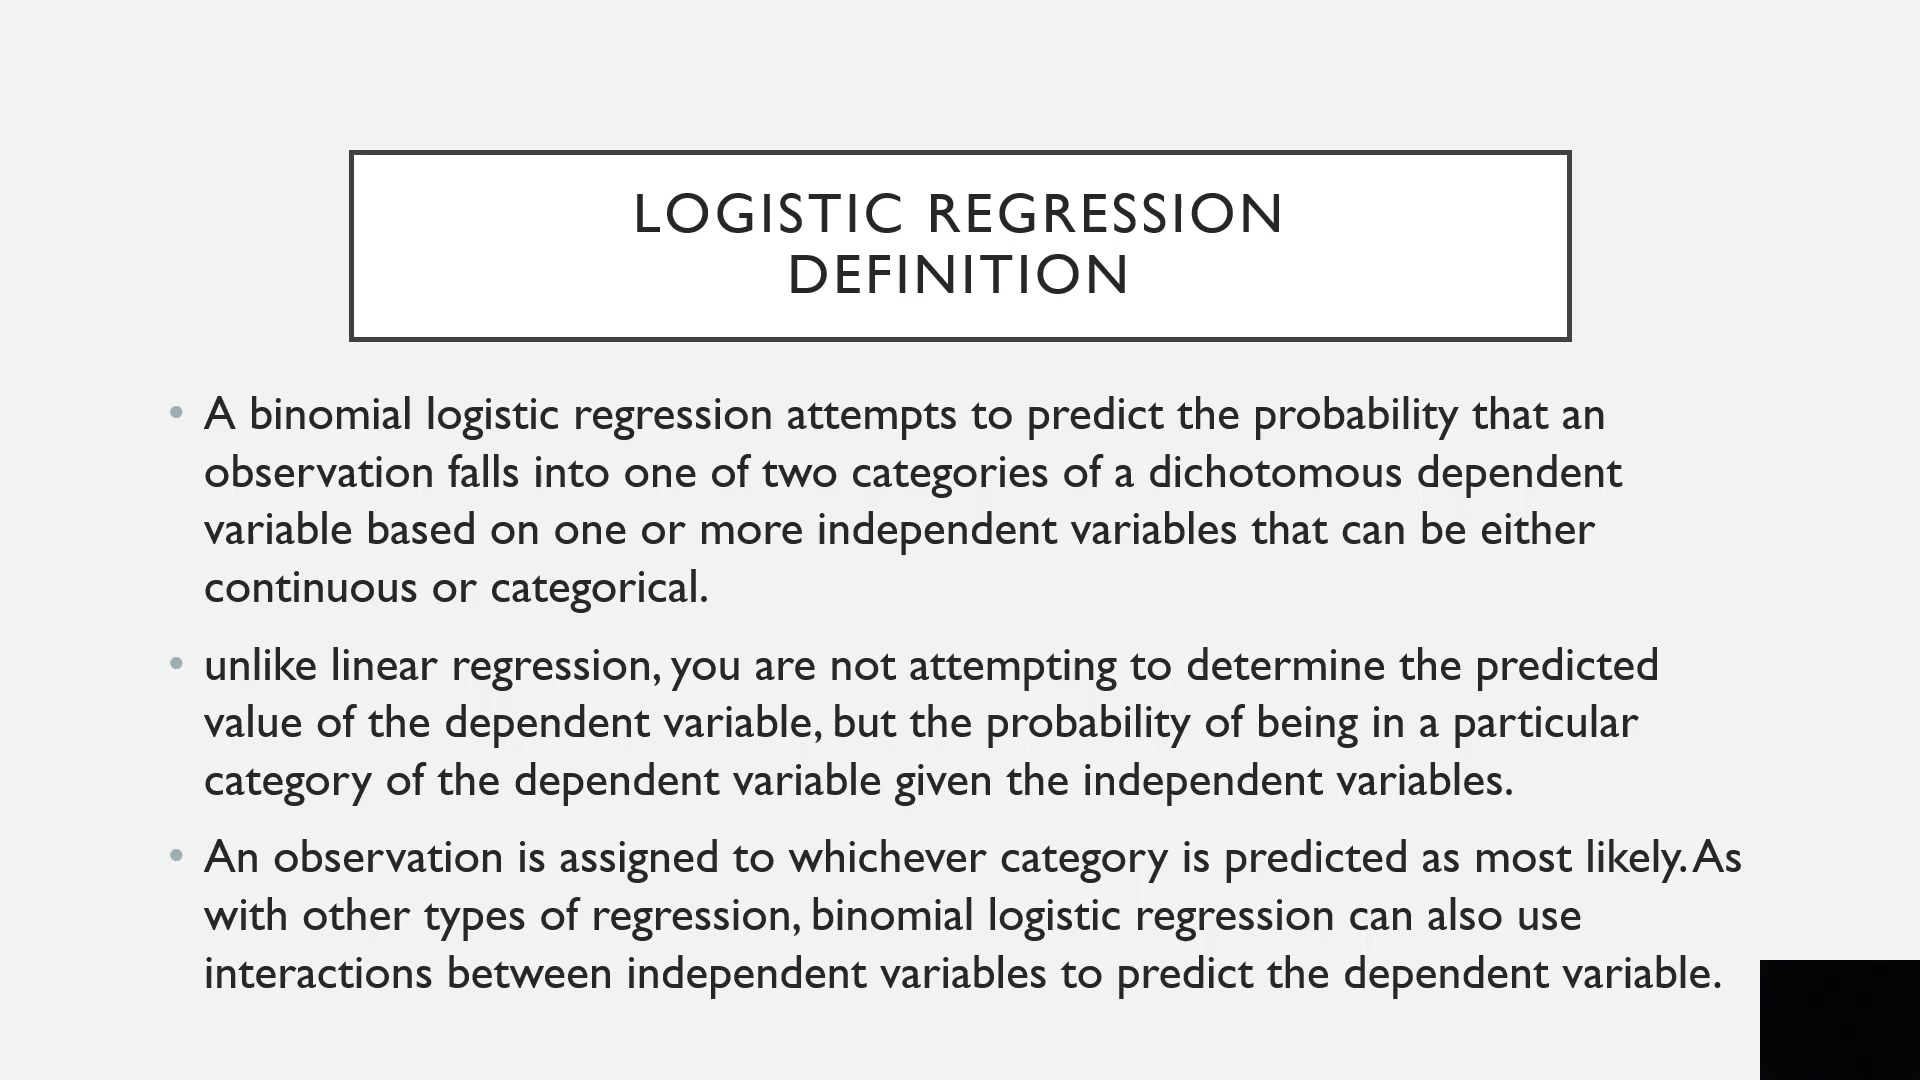 LOGISTIC REGRESSION
DEFINITION
• A binomial logistic regression attempts to predict the probability that an
observation falls into one of two categories of a dichotomous dependent
variable based on one or more independent variables that can be either
continuous or categorical.
• unlike linear regression, you are not attempting to determine the predicted
value of the dependent variable, but the probability of being in a particular
category of the dependent variable given the independent variables.
• An observation is assigned to whichever category is predicted as most likely. As
with other types of regression, binomial logistic regression can also use
interactions between independent variables to predict the dependent variable.